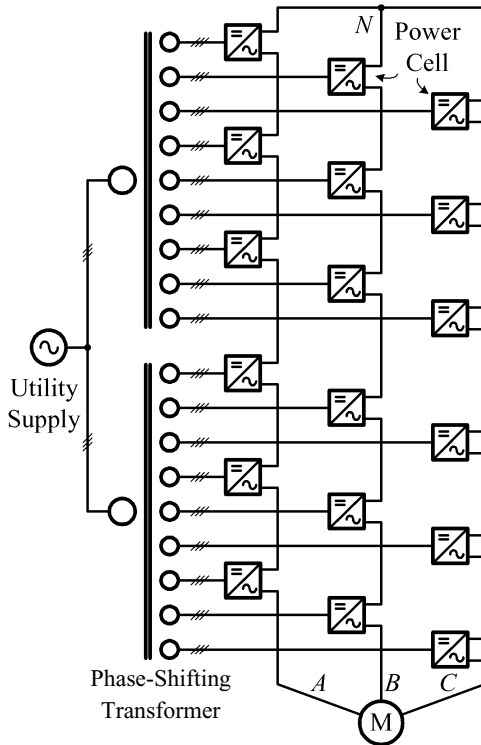 N
Power
Cell
Utility
Supply
Phase-Shifting
Transformer
A
B
C
M